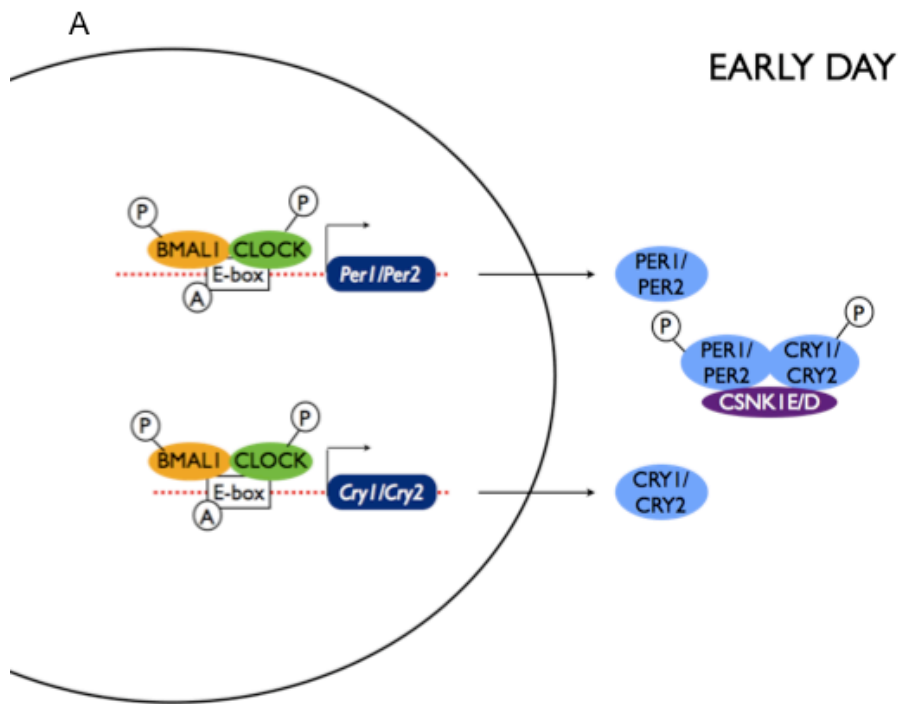 A
EARLY DAY
P
P
BMAL1 CLOCK
E-box
A
Per1/Per2
PER1/
PER2
P
P
PER1/
PER2
CRY1/
CRY2
CSNK1E/D
P
P
BMAL1 CLOCK
E-box
A
Cry1/Cry2
CRY1/
CRY2